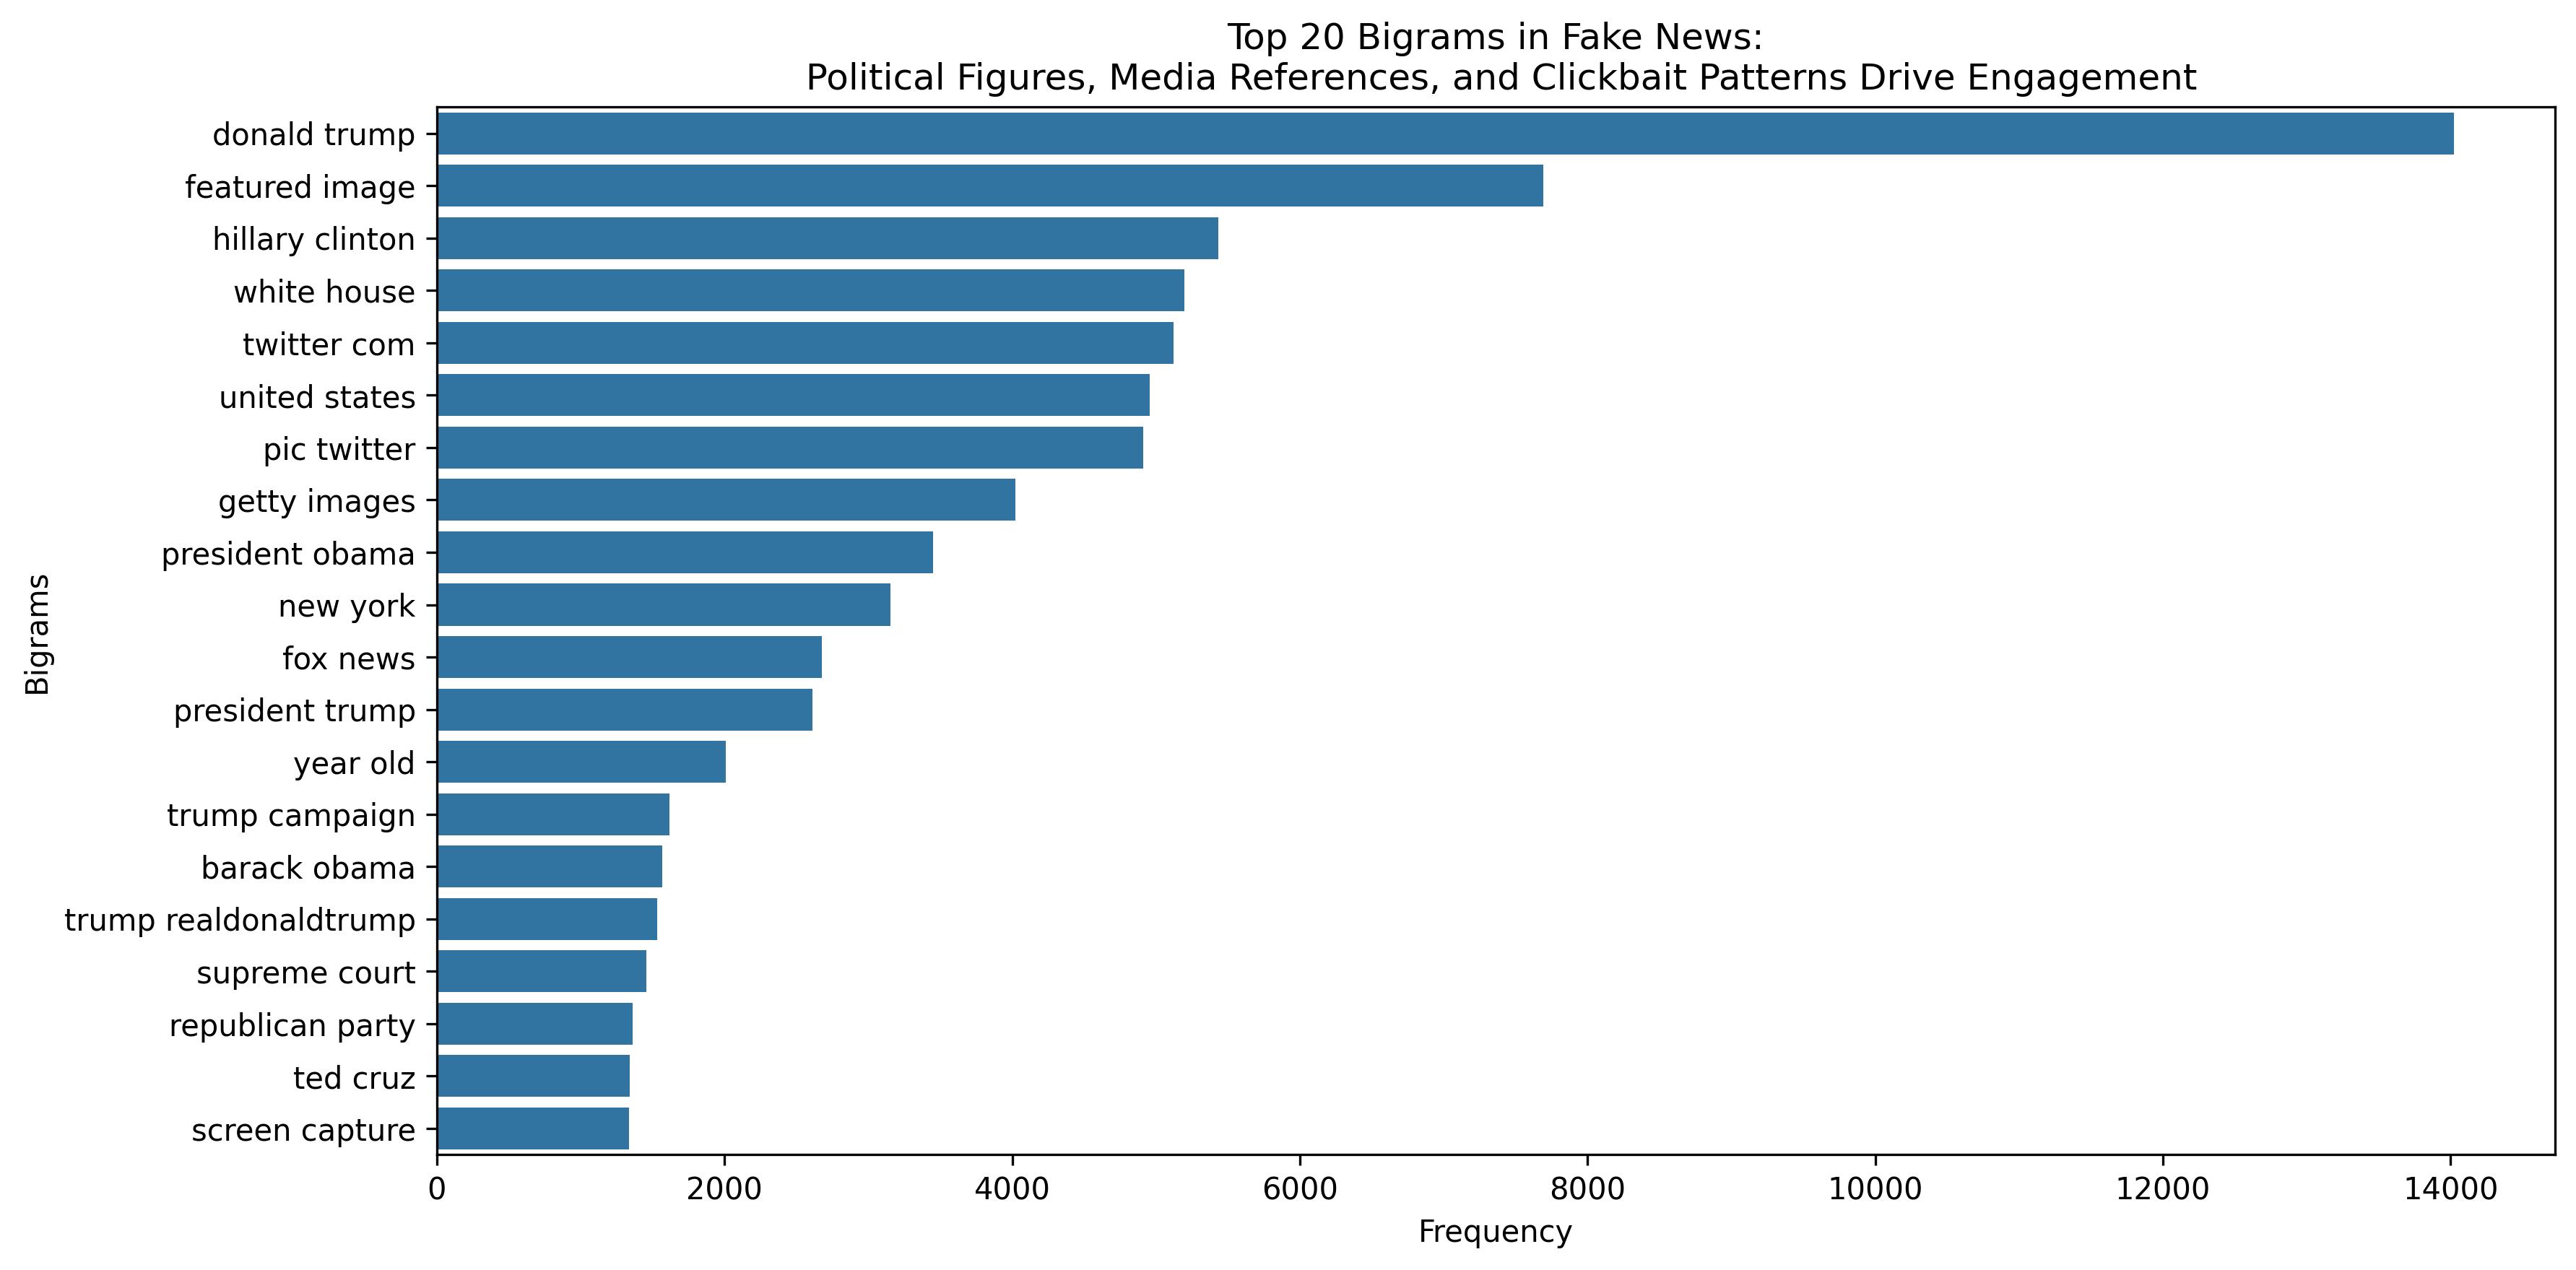 Top 20 Bigrams in Fake News:
Political Figures, Media References, and Clickbait Patterns Drive Engagement
Bigrams
donald trump
featured image
hillary clinton
white house
twitter com
united states
pic twitter
getty images
president obama
new york
fox news
president trump
year old
trump campaign
barack obama
trump realdonaldtrump
supreme court
republican party
ted cruz
screen capture
0 2000 4000 6000 8000 10000 12000 14000
Frequency